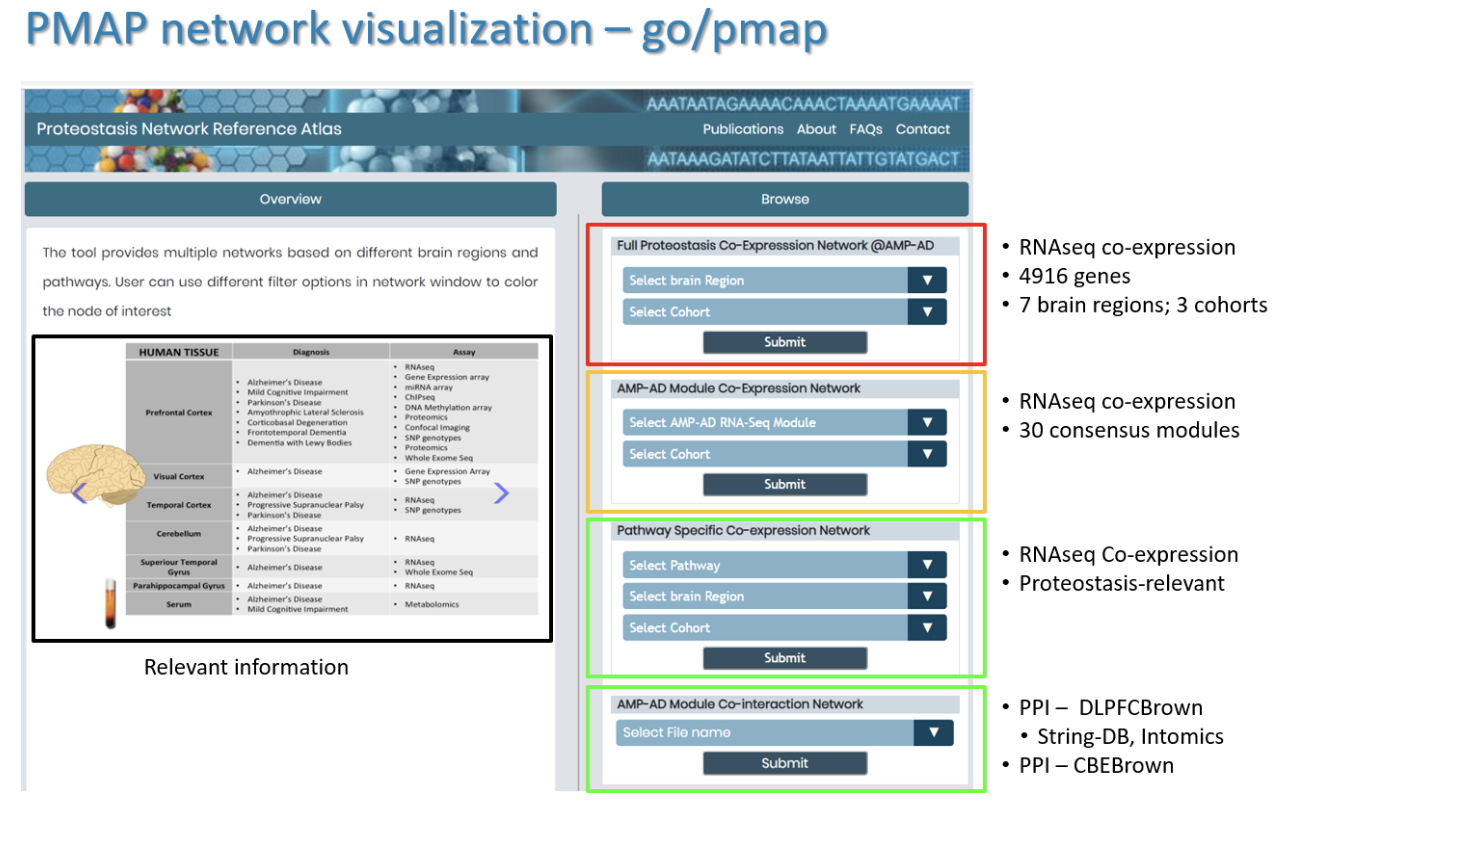 PMAP network visualization – go/pmap
AAATAATAGAAAACAAACTAAAATGAAAAT
Proteostasis Network Reference Atlas
Publications About FAQs Contact
AATAAAGATATCTTATAATTATTGTATGACT
Overview
Browse
The tool provides multiple networks based on different brain regions and
pathways. User can use different filter options in network window to color
the node of interest
HUMAN TISSUE Diagnosis Assay
Prefrontal Cortex
• Alzheimer's Disease
• Mild Cognitive Impairment
• Parkinson's Disease
• Amyothrophic Lateral Sclerosis
• Corticobasal Degeneration
• Frontotemporal Dementia
• Dementia with Lewy Bodies
• RNAseq
• Gene Expression array
• miRNA array
• ChIPseq
• DNA Methylation array
• Proteomics
• Confocal Imaging
• SNP genotypes
• Proteomics
• Whole Exome Seq
Visual Cortex
• Alzheimer's Disease
• Gene Expression Array
• SNP genotypes
Temporal Cortex
• Alzheimer's Disease
• Progressive Supranuclear Palsy
• Parkinson's Disease
• RNAseq
• SNP genotypes
Cerebellum
• Alzheimer's Disease
• Progressive Supranuclear Palsy
• Parkinson's Disease
• RNAseq
Superiour Temporal
Gyrus
• Alzheimer's Disease
• RNAseq
• Whole Exome Seq
Parahippocampal Gyrus
• Alzheimer's Disease
• RNAseq
Serum
• Alzheimer's Disease
• Mild Cognitive Impairment
• Metabolomics
Relevant information
Full Proteostasis Co-Expresssion Network @AMP-AD
Select brain Region
Select Cohort
Submit
• RNAseq co-expression
• 4916 genes
• 7 brain regions; 3 cohorts
AMP-AD Module Co-Expression Network
Select AMP-AD RNA-Seq Module
Select Cohort
Submit
• RNAseq co-expression
• 30 consensus modules
Pathway Specific Co-expression Network
Select Pathway
Select brain Region
Select Cohort
Submit
• RNAseq Co-expression
• Proteostasis-relevant
AMP-AD Module Co-interaction Network
Select File name
Submit
• PPI – DLPFCBrown
• String-DB, Intomics
• PPI – CBEBrown